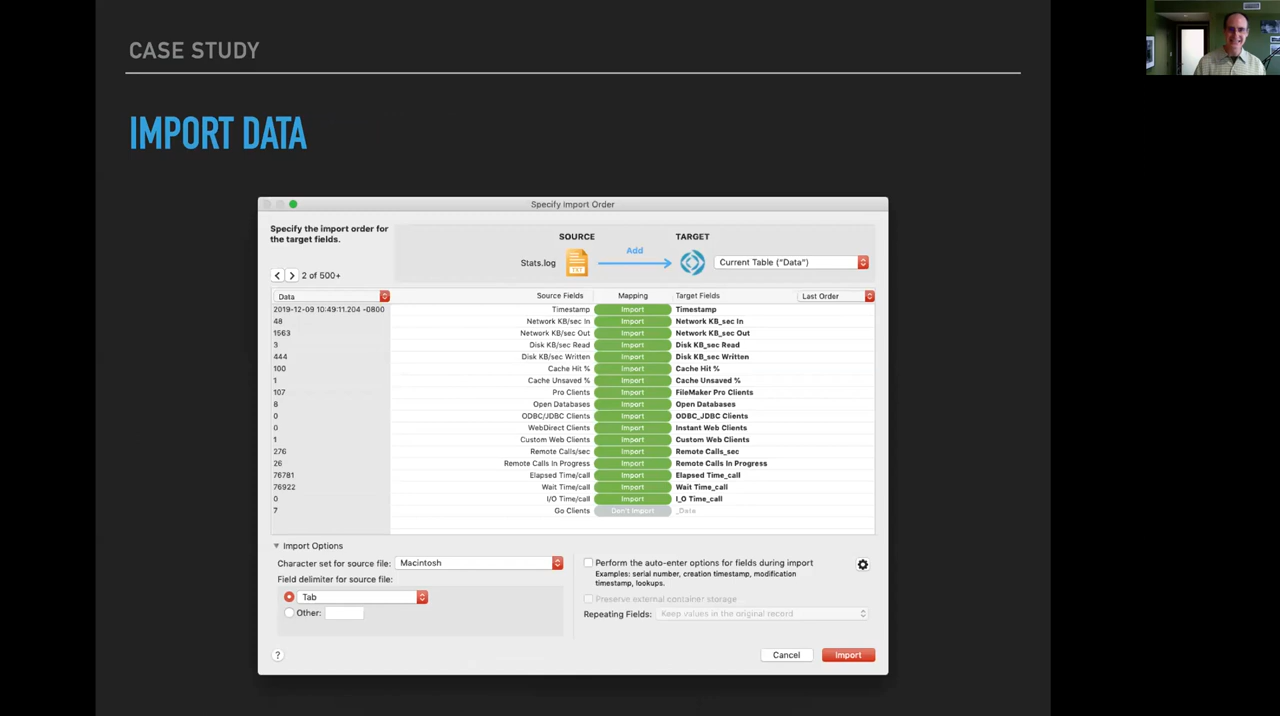 CASE STUDY
IMPORT DATA
Specify Import Order
Specify the import order for
the target fields.
SOURCE
TARGET
Stats.log
TXT
Add
Current Table ("Data")
2 of 500+
Data Source Fields Mapping Target Fields Last Order
2019-12-09 10:49:11.204 -0800 Timestamp Import Timestamp
48 Network KB/sec In Import Network KB_sec In
1563 Network KB/sec Out Import Network KB_sec Out
3 Disk KB/sec Read Import Disk KB_sec Read
444 Disk KB/sec Written Import Disk KB_sec Written
100 Cache Hit % Import Cache Hit %
1 Cache Unsaved % Import Cache Unsaved %
107 Pro Clients Import FileMaker Pro Clients
8 Open Databases Import Open Databases
0 ODBC/JDBC Clients Import ODBC_JDBC Clients
0 WebDirect Clients Import Instant Web Clients
1 Custom Web Clients Import Custom Web Clients
276 Remote Calls/sec Import Remote Calls_sec
26 Remote Calls In Progress Import Remote Calls In Progress
76781 Elapsed Time/call Import Elapsed Time_call
76922 Wait Time/call Import Wait Time_call
0 I/O Time/call Import I_O Time_call
7 Go Clients Don't Import _Date
Import Options
Character set for source file: Macintosh
Field delimiter for source file:
Tab
Other:
Perform the auto-enter options for fields during import
Examples: serial number, creation timestamp, modification
timestamp, lookups.
Preserve external container storage
Repeating Fields: Keep values in the original record
?
Cancel
Import